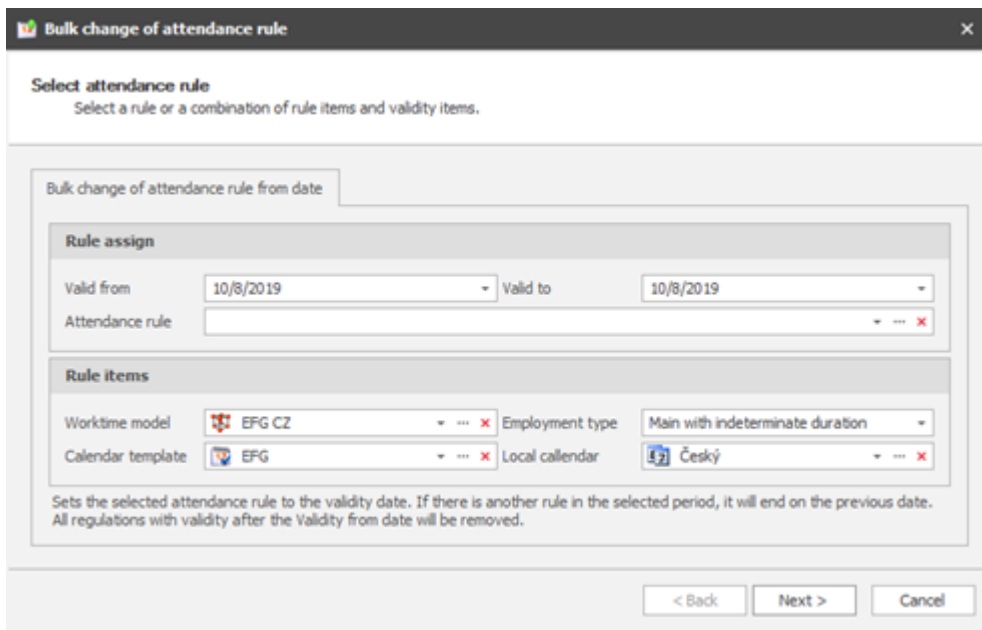 Bulk change of attendance rule
Select attendance rule
Select a rule or a combination of rule items and validity items.
Bulk change of attendance rule from date
Rule assign
Valid from 10/8/2019 Valid to 10/8/2019
Attendance rule
Rule items
Worktime model EFG CZ Employment type Main with indeterminate duration
Calendar template EFG Local callendar Český
Sets the selected attendance rule to the validity date. If there is another rule in the selected period, it will end on the previous date.
All regulations with validity after the Validity from date will be removed.
< Back Next > Cancel